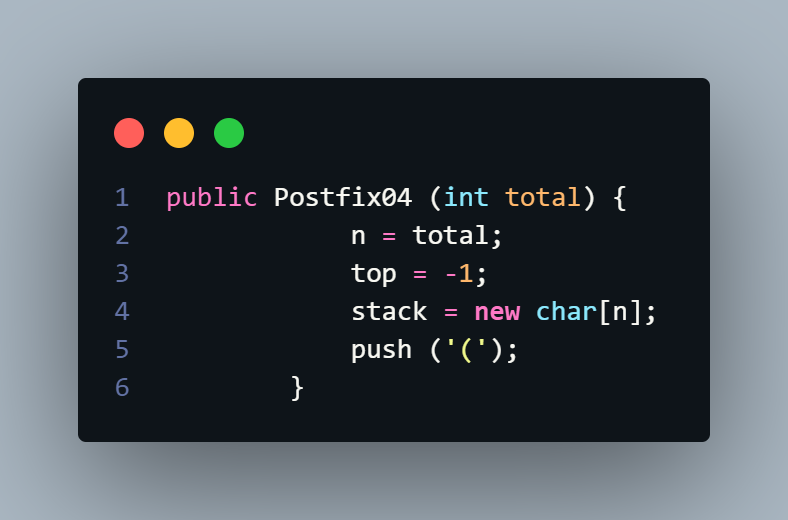 1 public Postfix04 (int total) {
2 n = total;
3 top = -1;
4 stack = new char[n];
5 push ('(');
6 }